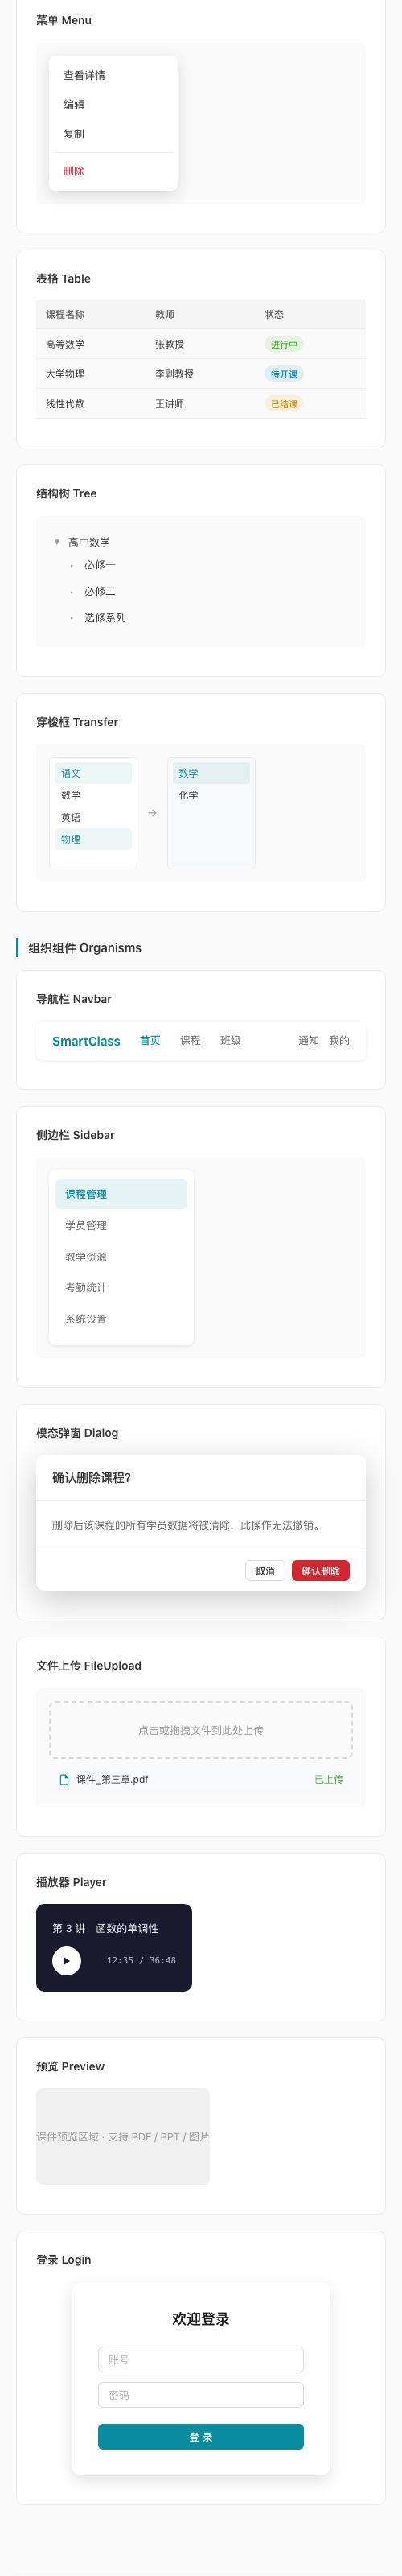 菜单 Menu
查看详情
编辑
复制
删除
表格 Table
课程名称 教师 状态
高等数学 张教授 进行中
大学物理 李副教授 待开课
线性代数 王讲师 已结课
结构树 Tree
▼ 高中数学
· 必修一
· 必修二
· 选修系列
穿梭框 Transfer
语文
数学
英语
物理
→
数学
化学
组织组件 Organisms
导航栏 Navbar
SmartClass 首页 课程 班级 通知 我的
侧边栏 Sidebar
课程管理
学员管理
教学资源
考勤统计
系统设置
模态弹窗 Dialog
确认删除课程?
删除后该课程的所有学员数据将被清除，此操作无法撤销。
取消 确认删除
文件上传 FileUpload
点击或拖拽文件到此处上传
课件_第三章.pdf 已上传
播放器 Player
第 3 讲：函数的单调性
12:35 / 36:48
预览 Preview
课件预览区域 · 支持 PDF / PPT / 图片
登录 Login
欢迎登录
账号
密码
登 录